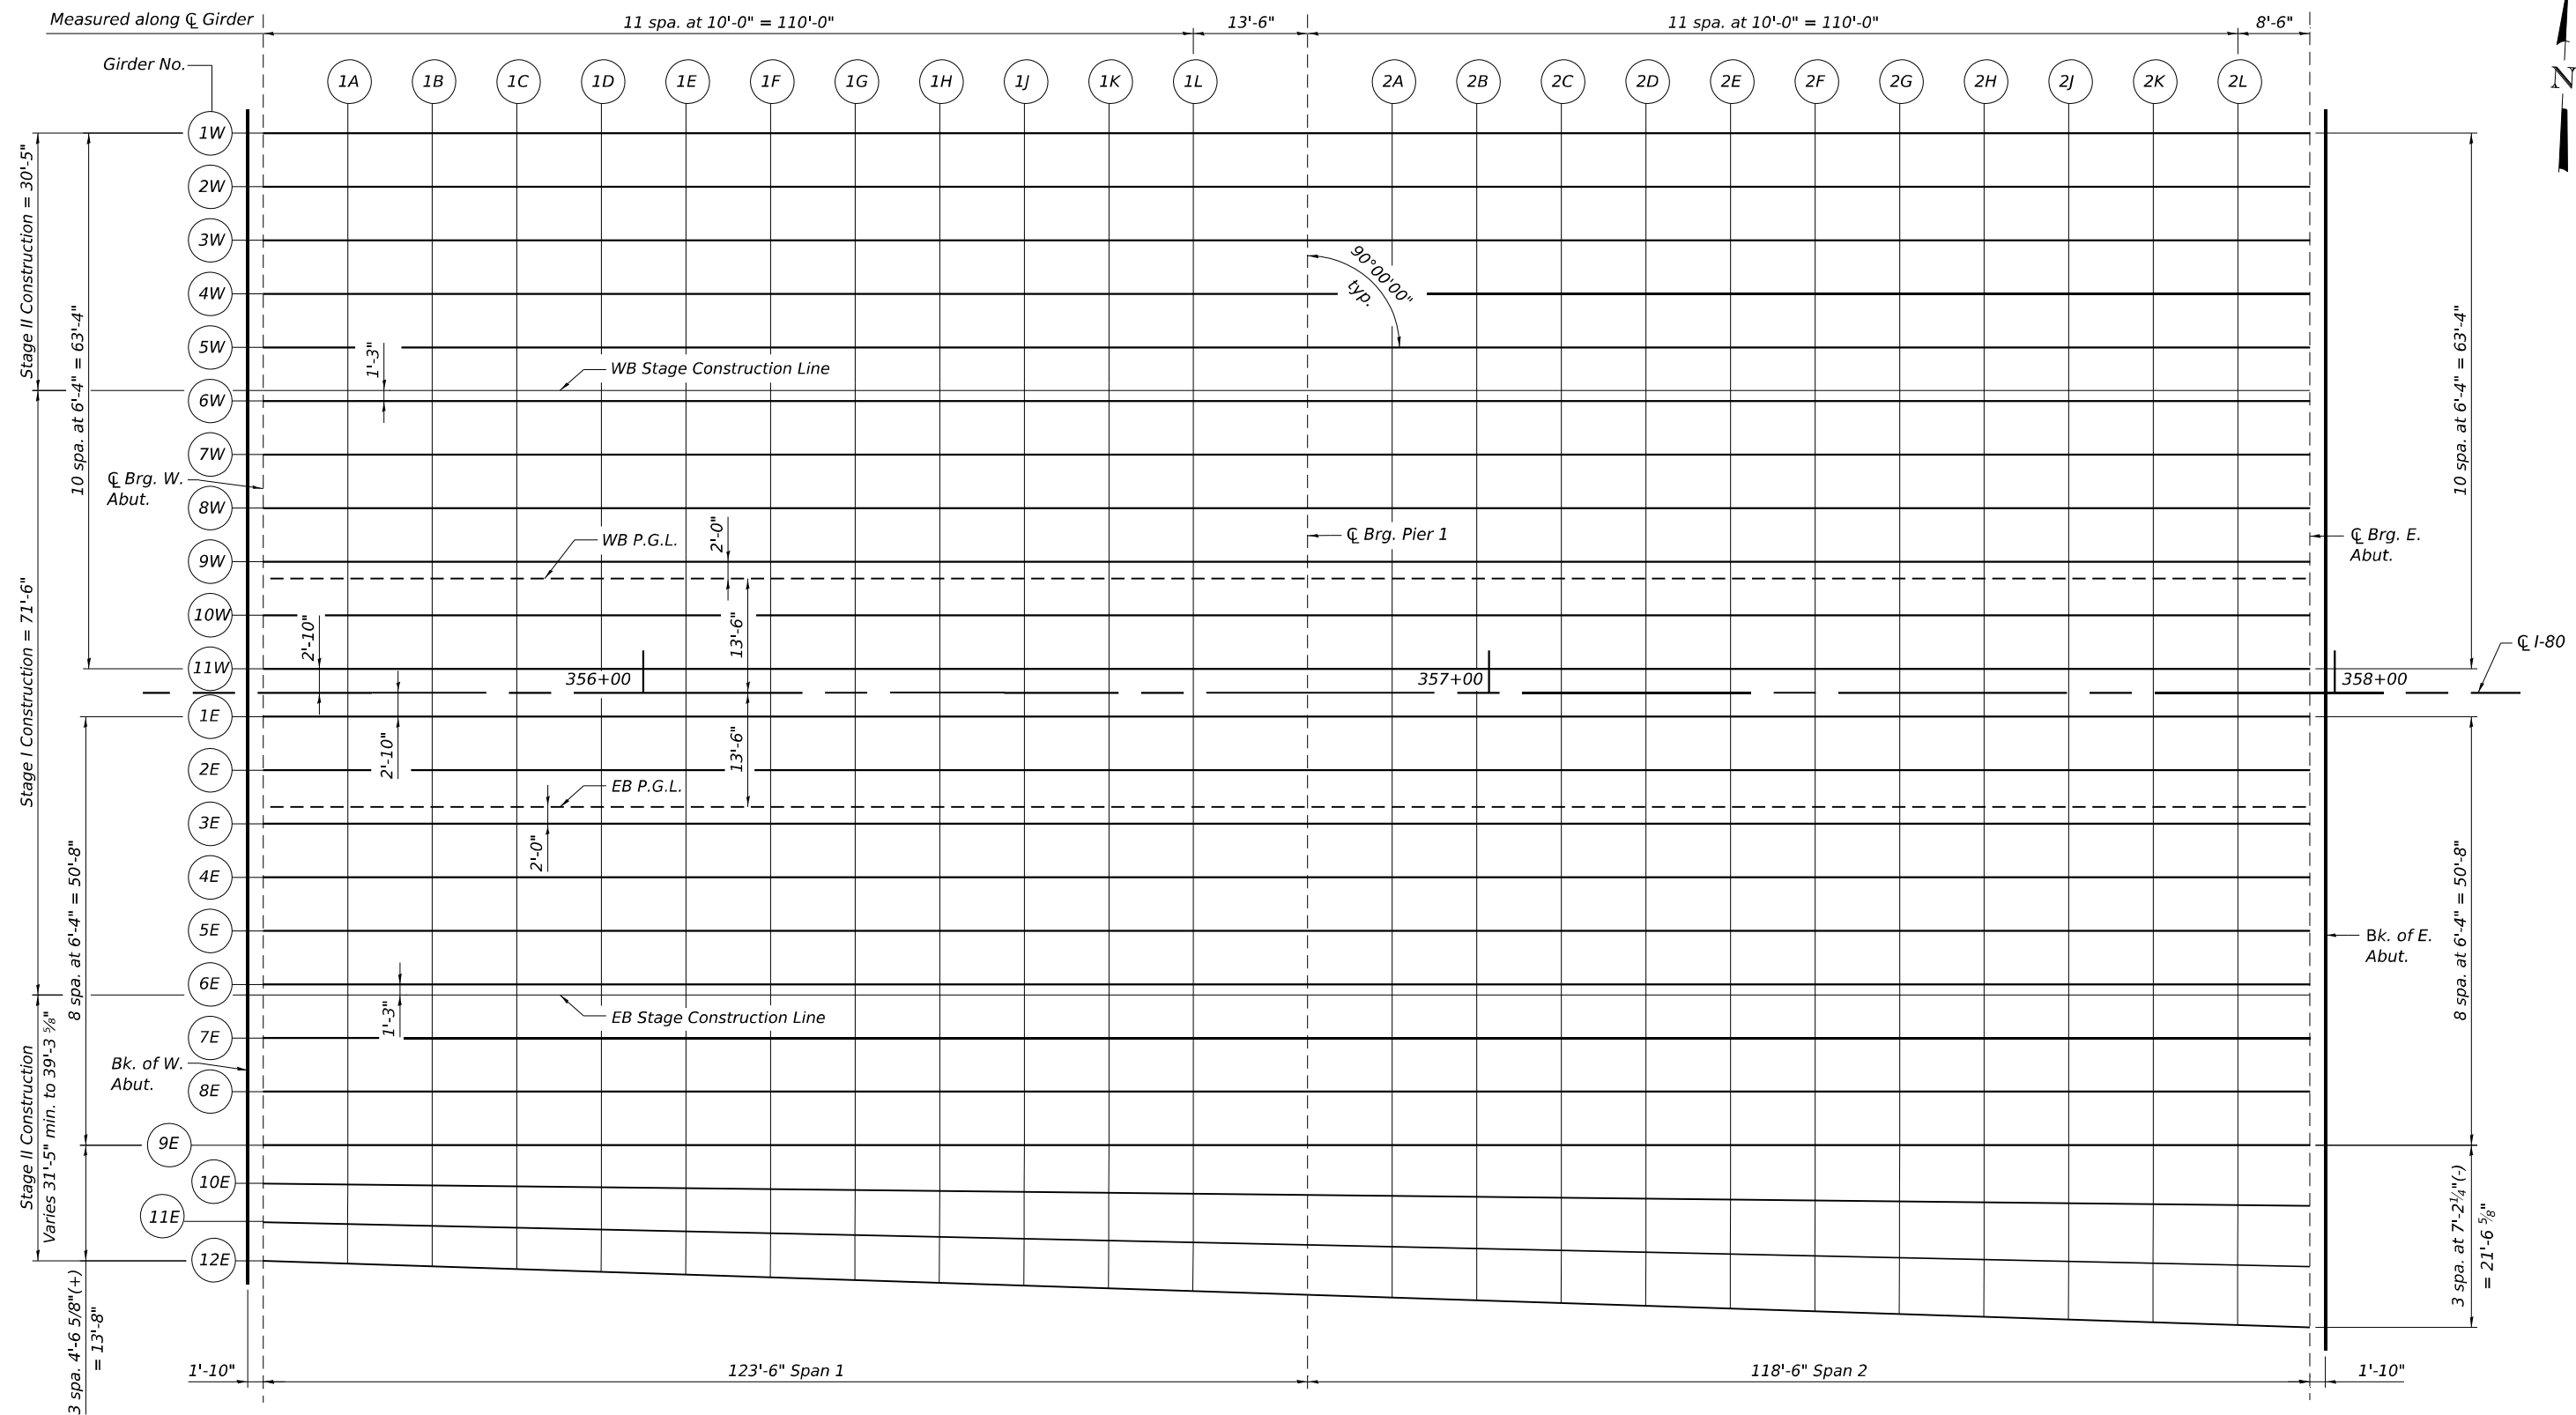 Measured along ℄ Girder
11 spa. at 10'-0" = 110'-0"
13'-6"
11 spa. at 10'-0" = 110'-0"
8'-6"
Girder No.
1A 1B 1C 1D 1E 1F 1G 1H 1J 1K 1L 2A 2B 2C 2D 2E 2F 2G 2H 2J 2K 2L
N
1W
2W
3W
4W
5W
6W
7W
8W
9W
10W
11W
1E
2E
3E
4E
5E
6E
7E
8E
9E
10E
11E
12E
Stage II Construction = 30'-5"
10 spa. at 6'-4" = 63'-4"
Stage I Construction = 71'-6"
8 spa. at 6'-4" = 50'-8"
Stage II Construction
Varies 31'-5" min. to 39'-3 ⅝"
3 spa. 4'-6 5/8"(+)
= 13'-8"
℄ Brg. W.
Abut.
Bk. of W.
Abut.
90°00'00"
typ.
1'-3"
WB Stage Construction Line
WB P.G.L.
2'-0"
13'-6"
℄ Brg. Pier 1
2'-10"
356+00
357+00
358+00
2'-10"
13'-6"
EB P.G.L.
2'-0"
1'-3"
EB Stage Construction Line
10 spa. at 6'-4" = 63'-4"
℄ Brg. E.
Abut.
℄ I-80
8 spa. at 6'-4" = 50'-8"
Bk. of E.
Abut.
3 spa. at 7'-2¼"(-)
= 21'-6 ⅝"
1'-10"
123'-6" Span 1
118'-6" Span 2
1'-10"